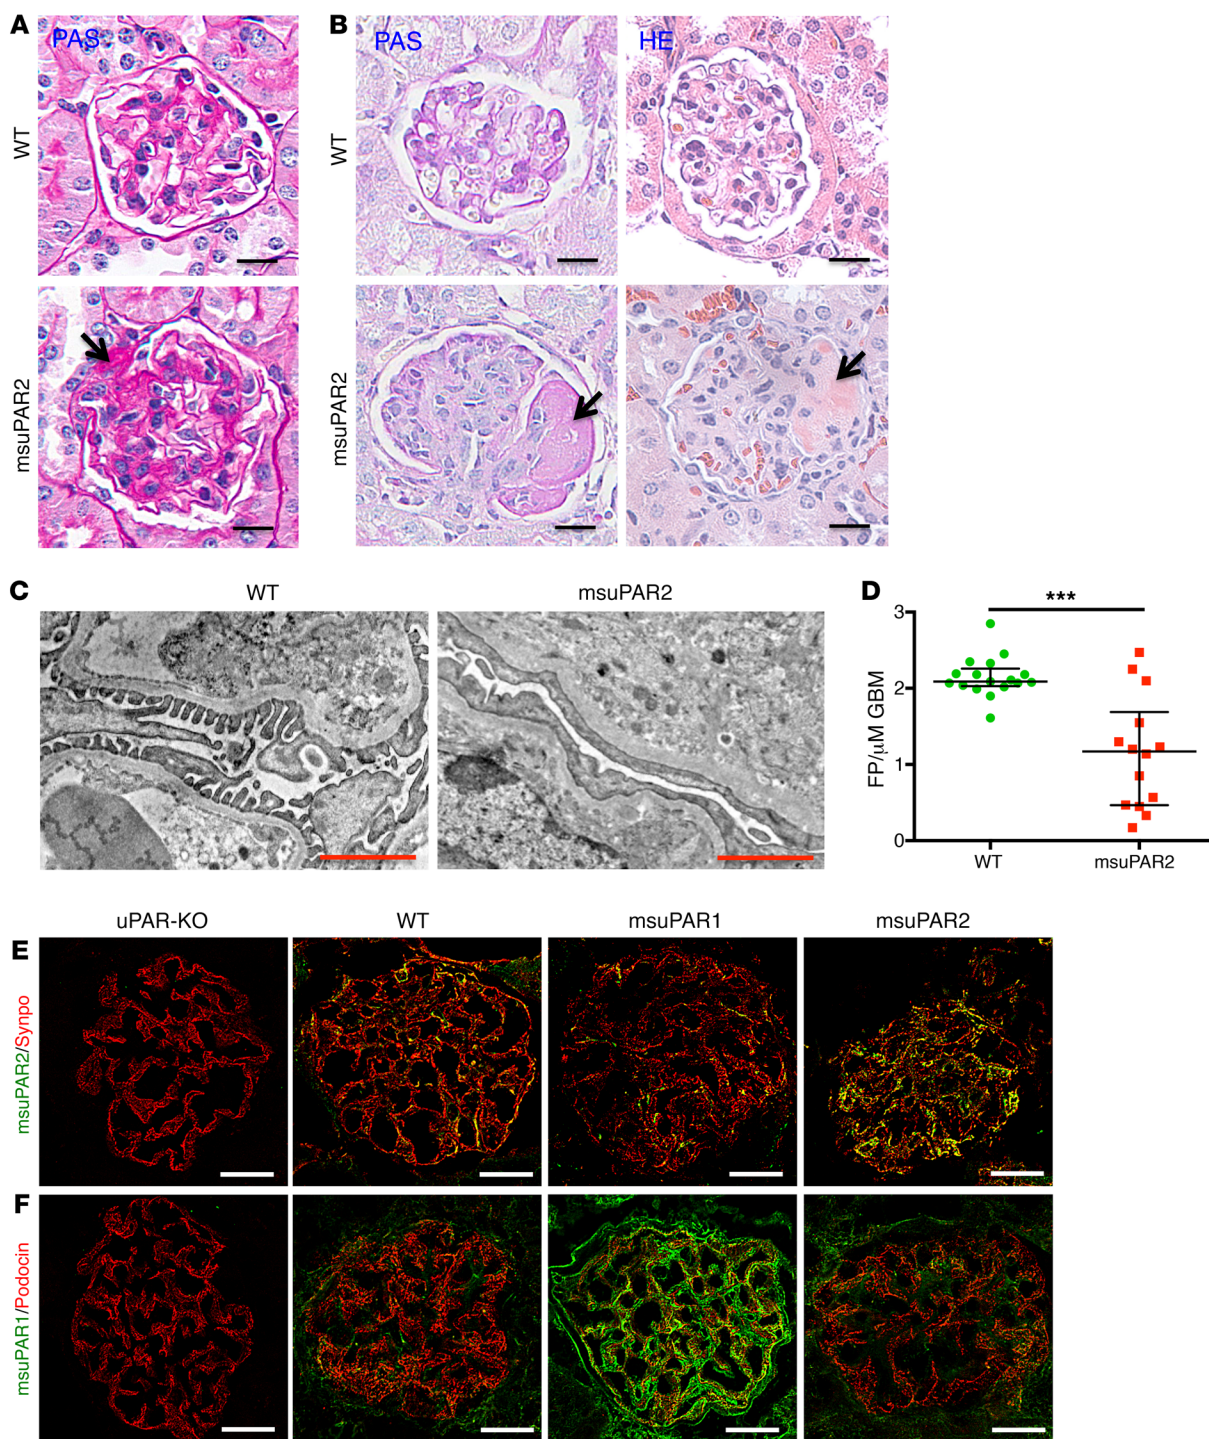 A
PAS
WT
msuPAR2
B
PAS
HE
WT
msuPAR2
C
WT
msuPAR2
D
***
3
2
1
0
FP/μM GBM
WT
msuPAR2
uPAR-KO
WT
msuPAR1
msuPAR2
E
msuPAR2/Synpo
F
msuPAR1/Podocin